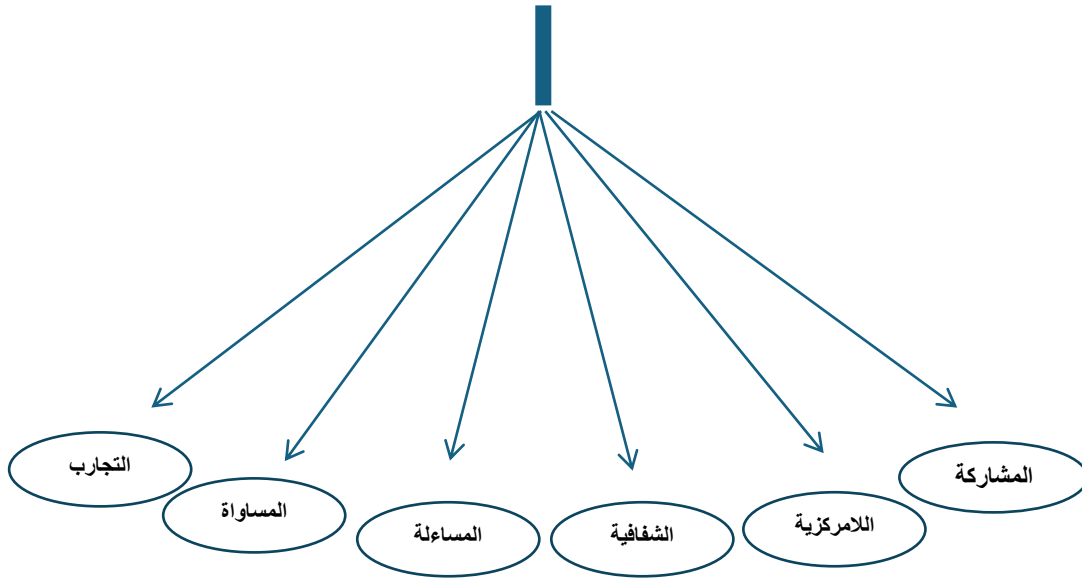 المشاركة
اللامركزية
الشفافية
المساءلة
المساواة
التجارب